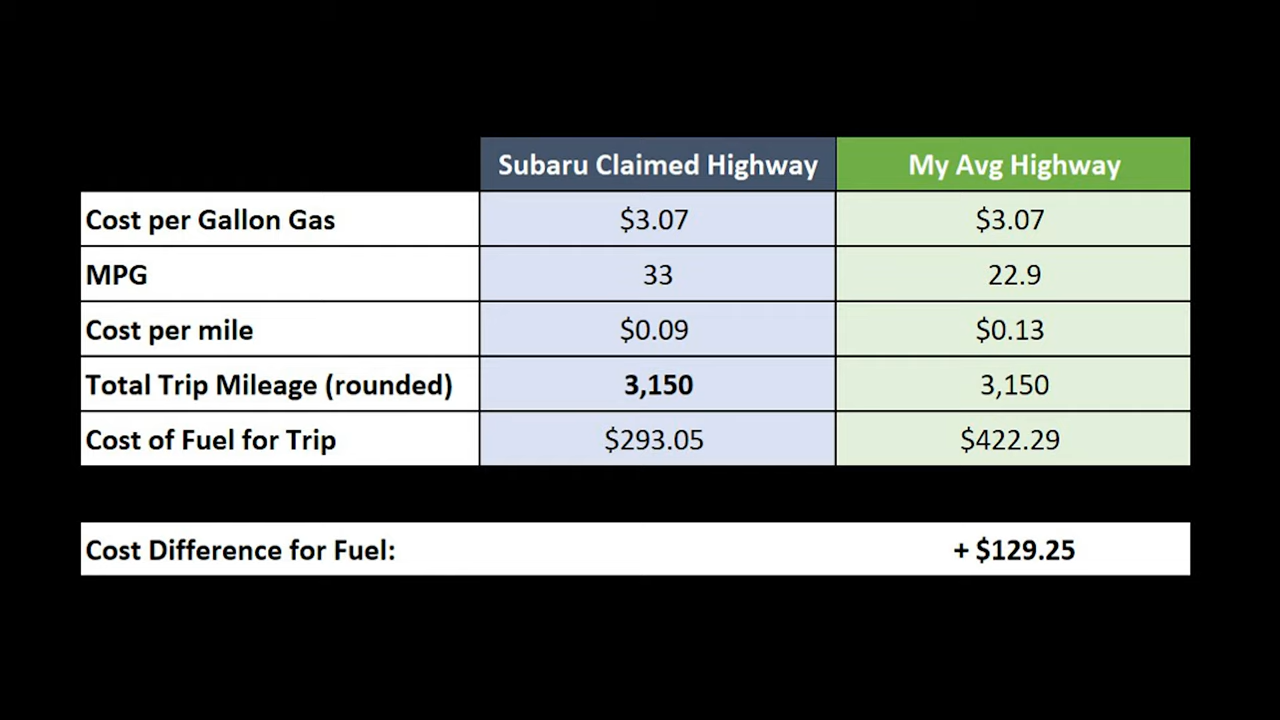 Subaru Claimed Highway My Avg Highway
Cost per Gallon Gas $3.07 $3.07
MPG 33 22.9
Cost per mile $0.09 $0.13
Total Trip Mileage (rounded) 3,150 3,150
Cost of Fuel for Trip $293.05 $422.29
Cost Difference for Fuel: + $129.25